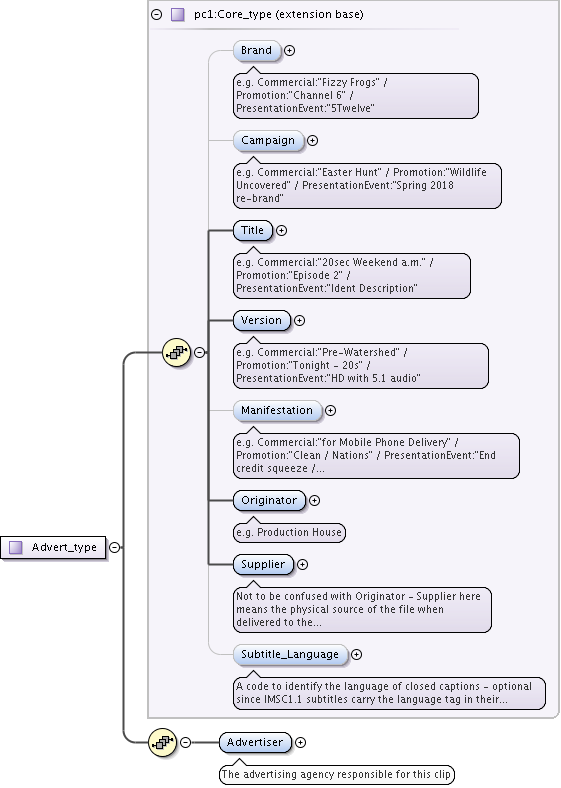 pc1:Core_type (extension base)
Brand
e.g. Commercial:"Fizzy Frogs" /
Promotion:"Channel 6" /
PresentationEvent:"5Twelve"
Campaign
e.g. Commercial:"Easter Hunt" / Promotion:"Wildlife
Uncovered" / PresentationEvent:"Spring 2018
re-brand"
Title
e.g. Commercial:"20sec Weekend a.m." /
Promotion:"Episode 2" /
PresentationEvent:"Ident Description"
Version
e.g. Commercial:"Pre-Watershed" /
Promotion:"Tonight - 20s" /
PresentationEvent:"HD with 5.1 audio"
Manifestation
e.g. Commercial:"for Mobile Phone Delivery" /
Promotion:"Clean / Nations" / PresentationEvent:"End
credit squeeze /...
Originator
e.g. Production House
Advert_type
Supplier
Not to be confused with Originator - Supplier here
means the physical source of the file when
delivered to the...
Subtitle_Language
A code to identify the language of closed captions - optional
since IMSC1.1 subtitles carry the language tag in their...
Advertiser
The advertising agency responsible for this clip